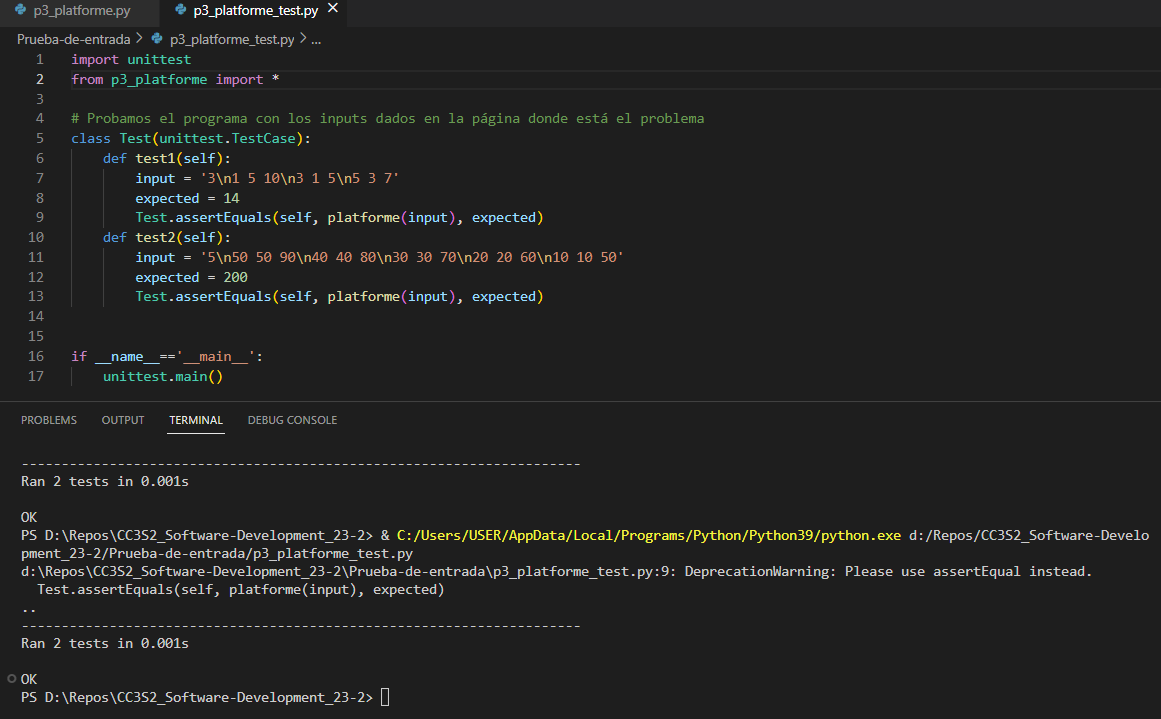 p3_platforme.py p3_platforme_test.py ×
Prueba-de-entrada > p3_platforme_test.py > ...
1 import unittest
2 from p3_platforme import *
3
4 # Probamos el programa con los inputs dados en la página donde está el problema
5 class Test(unittest.TestCase):
6     def test1(self):
7         input = '3\n1 5 10\n3 1 5\n5 3 7'
8         expected = 14
9         Test.assertEquals(self, platforme(input), expected)
10     def test2(self):
11         input = '5\n50 50 90\n40 40 80\n30 30 70\n20 20 60\n10 10 50'
12         expected = 200
13         Test.assertEquals(self, platforme(input), expected)
14
15
16 if __name__=='__main__':
17     unittest.main()
PROBLEMS OUTPUT TERMINAL DEBUG CONSOLE
----------------------------------------------------------------------
Ran 2 tests in 0.001s
OK
PS D:\Repos\CC3S2_Software-Development_23-2> & C:/Users/USER/AppData/Local/Programs/Python/Python39/python.exe d:/Repos/CC3S2_Software-Develo
pment_23-2/Prueba-de-entrada/p3_platforme_test.py
d:\Repos\CC3S2_Software-Development_23-2\Prueba-de-entrada\p3_platforme_test.py:9: DeprecationWarning: Please use assertEqual instead.
  Test.assertEquals(self, platforme(input), expected)
..
----------------------------------------------------------------------
Ran 2 tests in 0.001s
OK
PS D:\Repos\CC3S2_Software-Development_23-2>